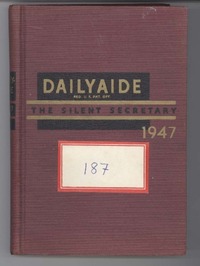 DAILYAIDE
REG. U.S. PAT. OFF.
THE SILENT SECRETARY
1947
187